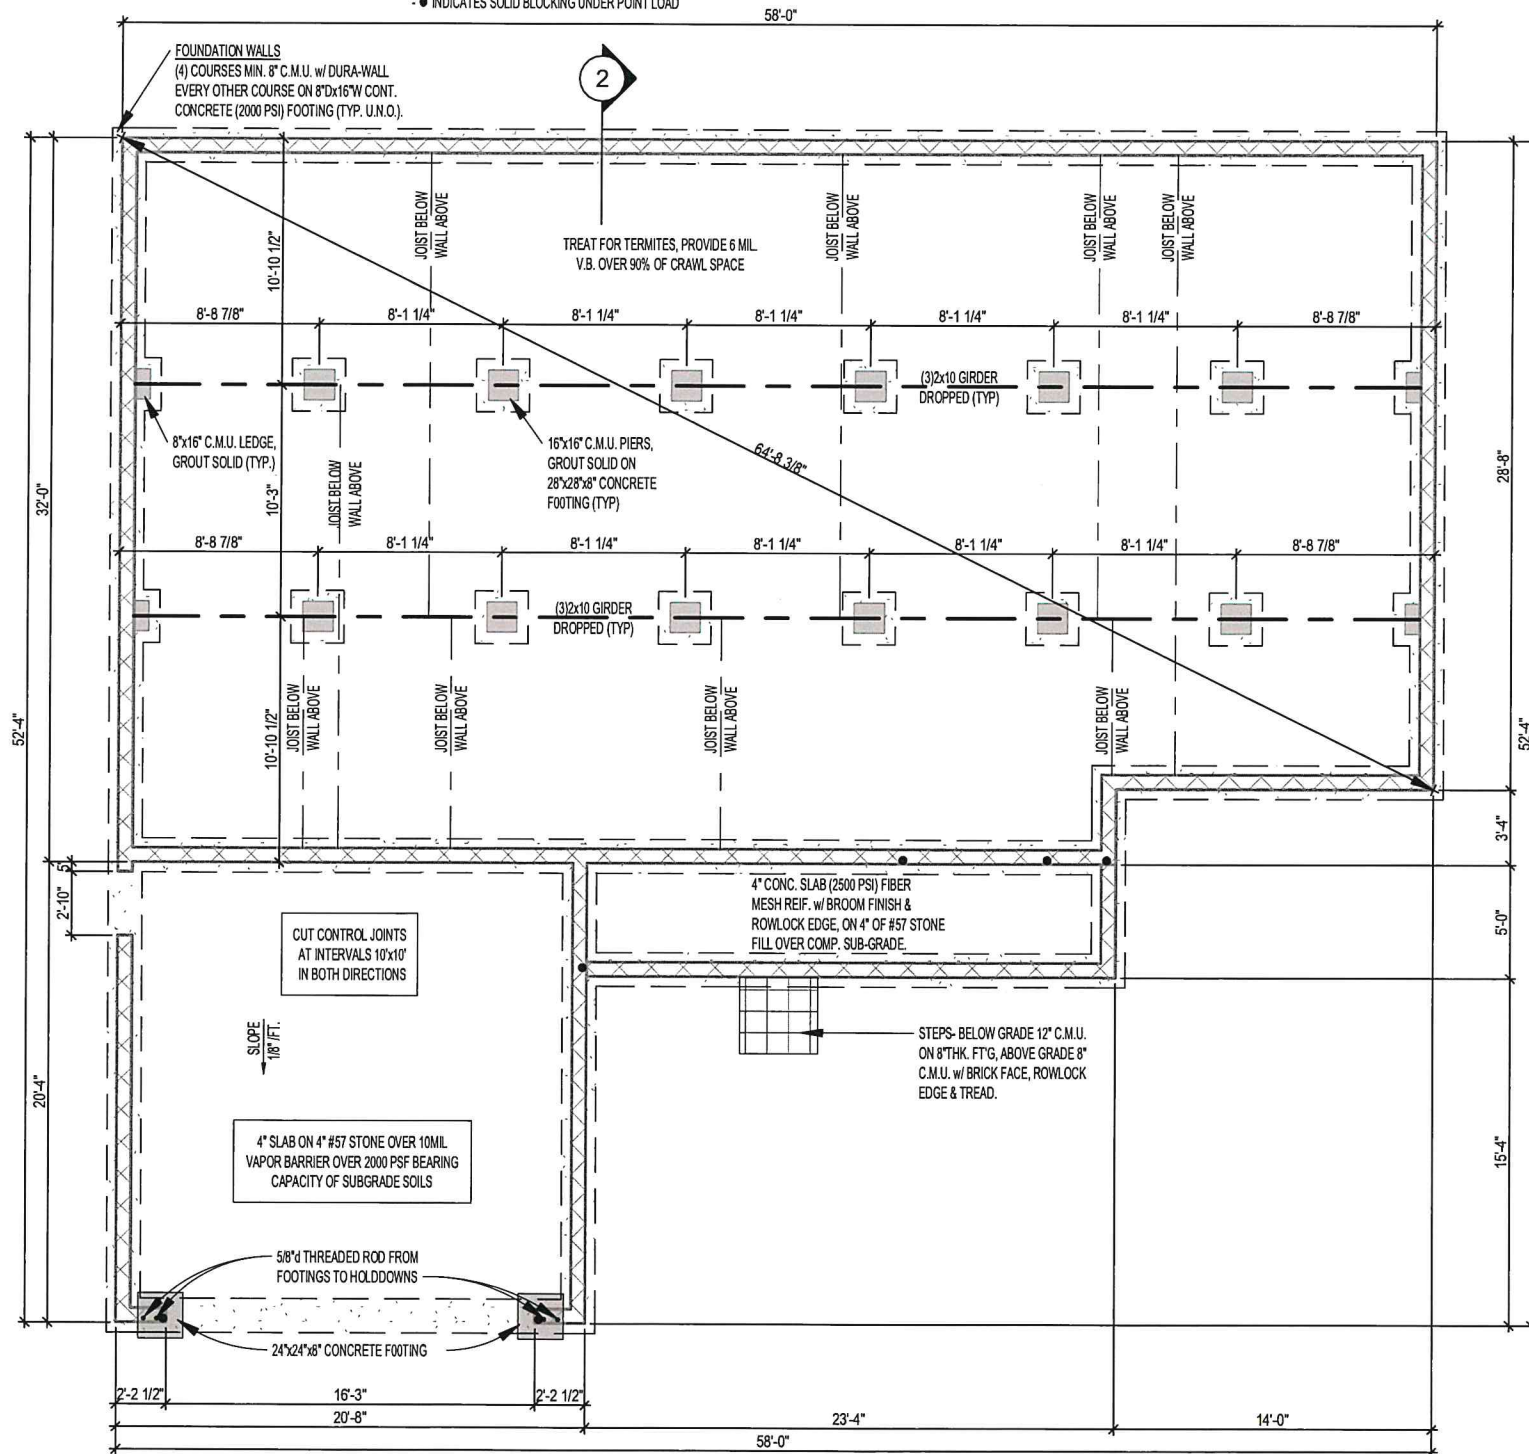 - ● INDICATES SOLID BLOCKING UNDER POINT LOAD
58'-0"
FOUNDATION WALLS
(4) COURSES MIN. 8" C.M.U. w/ DURA-WALL
EVERY OTHER COURSE ON 8"Dx16"W CONT.
CONCRETE (2000 PSI) FOOTING (TYP. U.N.O.).
2
TREAT FOR TERMITES, PROVIDE 6 MIL.
V.B. OVER 90% OF CRAWL SPACE
JOIST BELOW
WALL ABOVE
JOIST BELOW
WALL ABOVE
JOIST BELOW
WALL ABOVE
JOIST BELOW
WALL ABOVE
10'-10 1/2"
8'-8 7/8"
8'-1 1/4"
8'-1 1/4"
8'-1 1/4"
8'-1 1/4"
8'-1 1/4"
8'-8 7/8"
(3)2x10 GIRDER
DROPPED (TYP)
8"x16" C.M.U. LEDGE,
GROUT SOLID (TYP.)
16"x16" C.M.U. PIERS,
GROUT SOLID ON
28"x28"x8" CONCRETE
FOOTING (TYP)
64'-8 3/8"
32'-0"
10'-3"
JOIST BELOW
WALL ABOVE
28'-8"
8'-8 7/8"
8'-1 1/4"
8'-1 1/4"
8'-1 1/4"
8'-1 1/4"
8'-1 1/4"
8'-8 7/8"
(3)2x10 GIRDER
DROPPED (TYP)
52'-4"
10'-10 1/2"
JOIST BELOW
WALL ABOVE
JOIST BELOW
WALL ABOVE
JOIST BELOW
WALL ABOVE
JOIST BELOW
WALL ABOVE
52'-4"
3'-4"
5"
2'-10"
4" CONC. SLAB (2500 PSI) FIBER
MESH REIF. w/ BROOM FINISH &
ROWLOCK EDGE, ON 4" OF #57 STONE
FILL OVER COMP. SUB-GRADE.
5'-0"
CUT CONTROL JOINTS
AT INTERVALS 10'x10'
IN BOTH DIRECTIONS
SLOPE
1/8" /FT.
STEPS- BELOW GRADE 12" C.M.U.
ON 8"THK. FT'G, ABOVE GRADE 8"
C.M.U. w/ BRICK FACE, ROWLOCK
EDGE & TREAD.
20'-4"
15'-4"
4" SLAB ON 4" #57 STONE OVER 10MIL
VAPOR BARRIER OVER 2000 PSF BEARING
CAPACITY OF SUBGRADE SOILS
5/8"d THREADED ROD FROM
FOOTINGS TO HOLDDOWNS
24"x24"x8" CONCRETE FOOTING
2'-2 1/2"
16'-3"
2'-2 1/2"
20'-8"
23'-4"
14'-0"
58'-0"